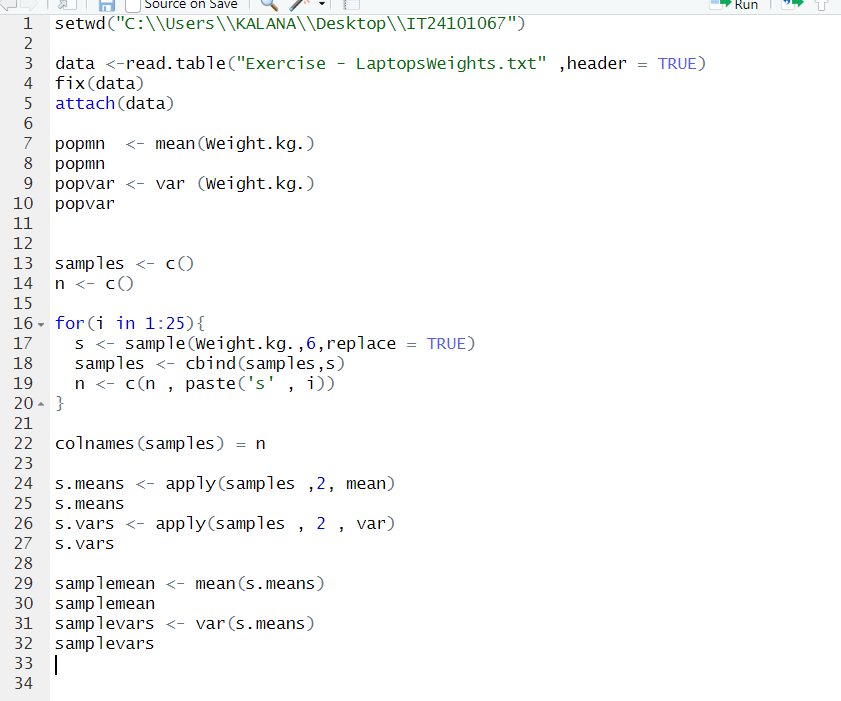 Source on Save Run
1 setwd("C:\\Users\\KALANA\\Desktop\\IT24101067")
2
3 data <-read.table("Exercise - LaptopsWeights.txt" ,header = TRUE)
4 fix(data)
5 attach(data)
6
7 popmn  <- mean(Weight.kg.)
8 popmn
9 popvar <- var (Weight.kg.)
10 popvar
11
12
13 samples <- c()
14 n <- c()
15
16 for(i in 1:25){
17   s <- sample(Weight.kg.,6,replace = TRUE)
18   samples <- cbind(samples,s)
19   n <- c(n , paste('s' , i))
20 }
21
22 colnames(samples) = n
23
24 s.means <- apply(samples ,2, mean)
25 s.means
26 s.vars <- apply(samples , 2 , var)
27 s.vars
28
29 samplemean <- mean(s.means)
30 samplemean
31 samplevars <- var(s.means)
32 samplevars
33
34